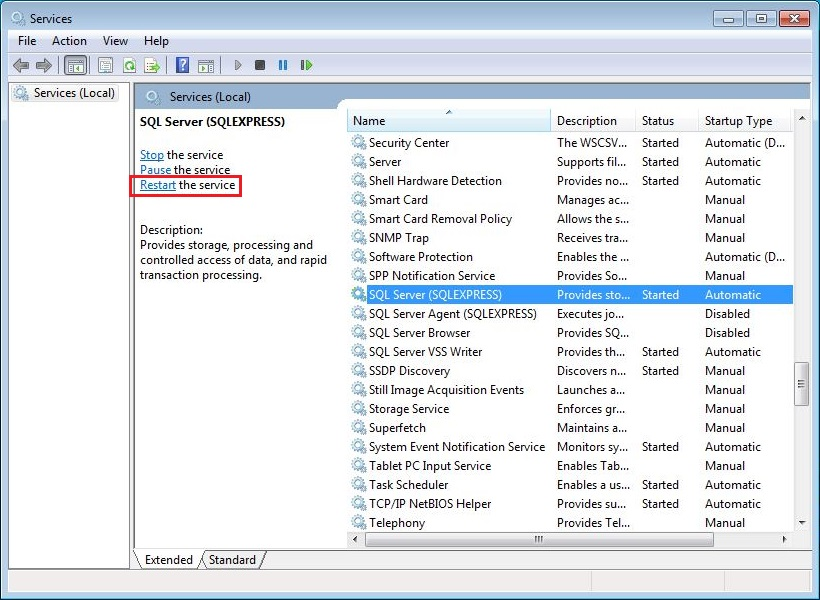 Services
File Action View Help
Services (Local)
Services (Local)
SQL Server (SQLEXPRESS)
Stop the service
Pause the service
Restart the service
Description:
Provides storage, processing and
controlled access of data, and rapid
transaction processing.
Name Description Status Startup Type
Security Center The WSCSV... Started Automatic (D...
Server Supports fil... Started Automatic
Shell Hardware Detection Provides no... Started Automatic
Smart Card Manages ac... Manual
Smart Card Removal Policy Allows the s... Manual
SNMP Trap Receives tra... Manual
Software Protection Enables the ... Automatic (D...
SPP Notification Service Provides So... Manual
SQL Server (SQLEXPRESS) Provides sto... Started Automatic
SQL Server Agent (SQLEXPRESS) Executes jo... Disabled
SQL Server Browser Provides SQ... Disabled
SQL Server VSS Writer Provides th... Started Automatic
SSDP Discovery Discovers n... Started Manual
Still Image Acquisition Events Launches a... Manual
Storage Service Enforces gr... Manual
Superfetch Maintains a... Manual
System Event Notification Service Monitors sy... Started Automatic
Tablet PC Input Service Enables Tab... Manual
Task Scheduler Enables a us... Started Automatic
TCP/IP NetBIOS Helper Provides su... Started Automatic
Telephony Provides Tel... Manual
Extended Standard